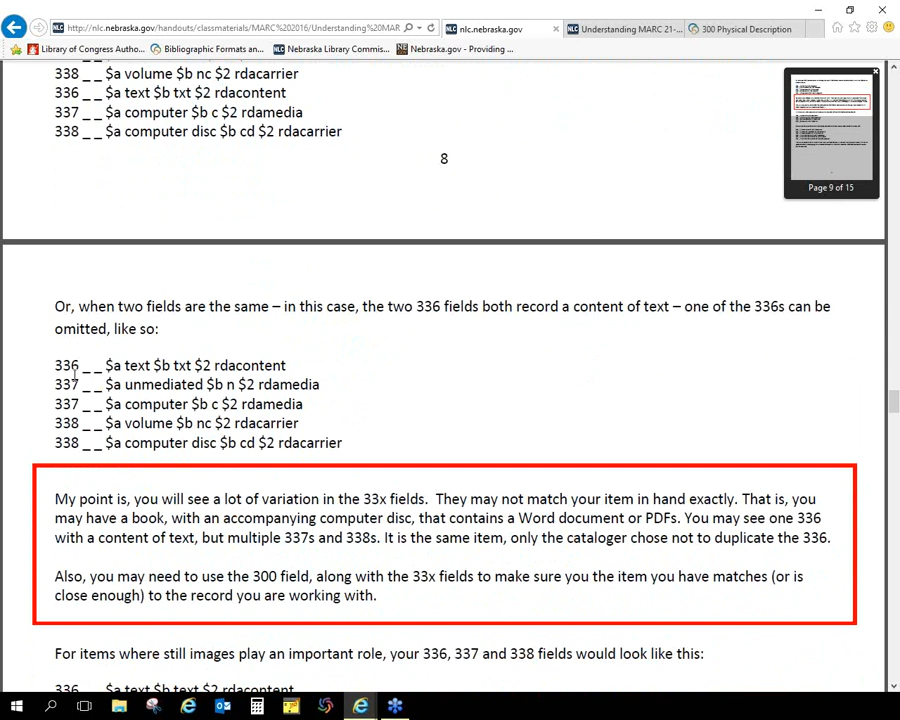 http://nlc.nebraska.gov/handouts/classmaterials/MARC%202016/Understanding%20MAR
nlc.nebraska.gov
Understanding MARC 21-...
300 Physical Description
Library of Congress Autho...
Bibliographic Formats an...
Nebraska Library Commiss...
Nebraska.gov - Providing ...
338 _ _ $a volume $b nc $2 rdacarrier
336 _ _ $a text $b txt $2 rdacontent
337 _ _ $a computer $b c $2 rdamedia
338 _ _ $a computer disc $b cd $2 rdacarrier
8
Page 9 of 15
Or, when two fields are the same – in this case, the two 336 fields both record a content of text – one of the 336s can be
omitted, like so:
336 _ _ $a text $b txt $2 rdacontent
337 _ _ $a unmediated $b n $2 rdamedia
337 _ _ $a computer $b c $2 rdamedia
338 _ _ $a volume $b nc $2 rdacarrier
338 _ _ $a computer disc $b cd $2 rdacarrier
My point is, you will see a lot of variation in the 33x fields. They may not match your item in hand exactly. That is, you
may have a book, with an accompanying computer disc, that contains a Word document or PDFs. You may see one 336
with a content of text, but multiple 337s and 338s. It is the same item, only the cataloger chose not to duplicate the 336.
Also, you may need to use the 300 field, along with the 33x fields to make sure you the item you have matches (or is
close enough) to the record you are working with.
For items where still images play an important role, your 336, 337 and 338 fields would look like this:
336 _ _ $a text $b text $2 rdacontent